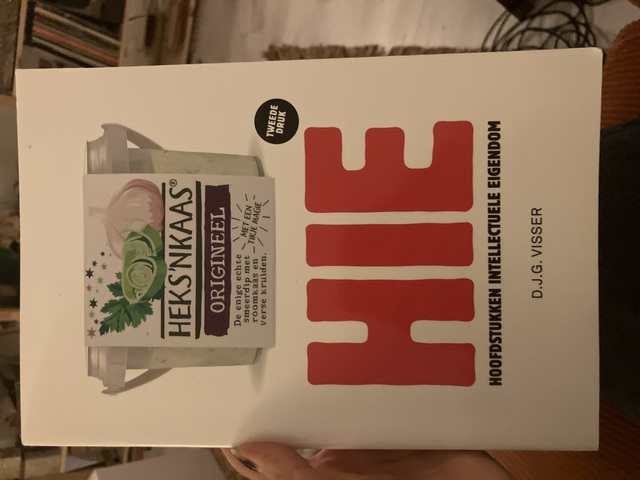 HEKS'NKAAS®
ORIGINEEL
De enige echte
smeerdip met
roomkaas en
verse kruiden.
MET EEN
TIKJE MAGIE
TWEEDE
DRUK
HIE
HOOFDSTUKKEN INTELLECTUELE EIGENDOM
D.J.G. VISSER